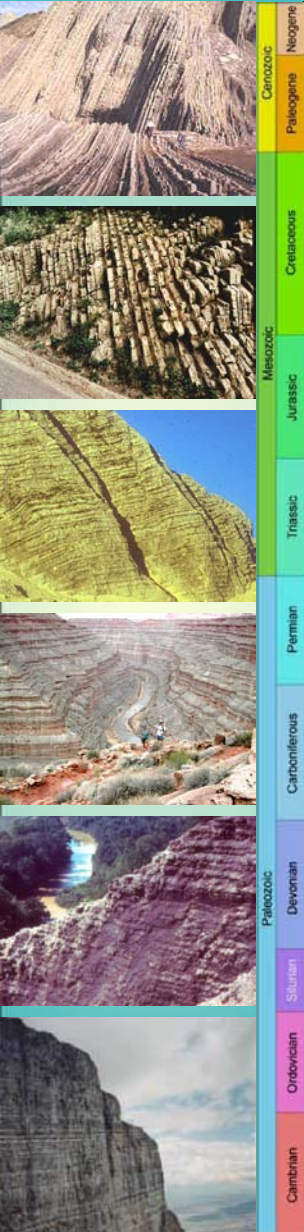 Cenozoic
Neogene
Paleogene
Mesozoic
Cretaceous
Jurassic
Triassic
Paleozoic
Permian
Carboniferous
Devonian
Silurian
Ordovician
Cambrian